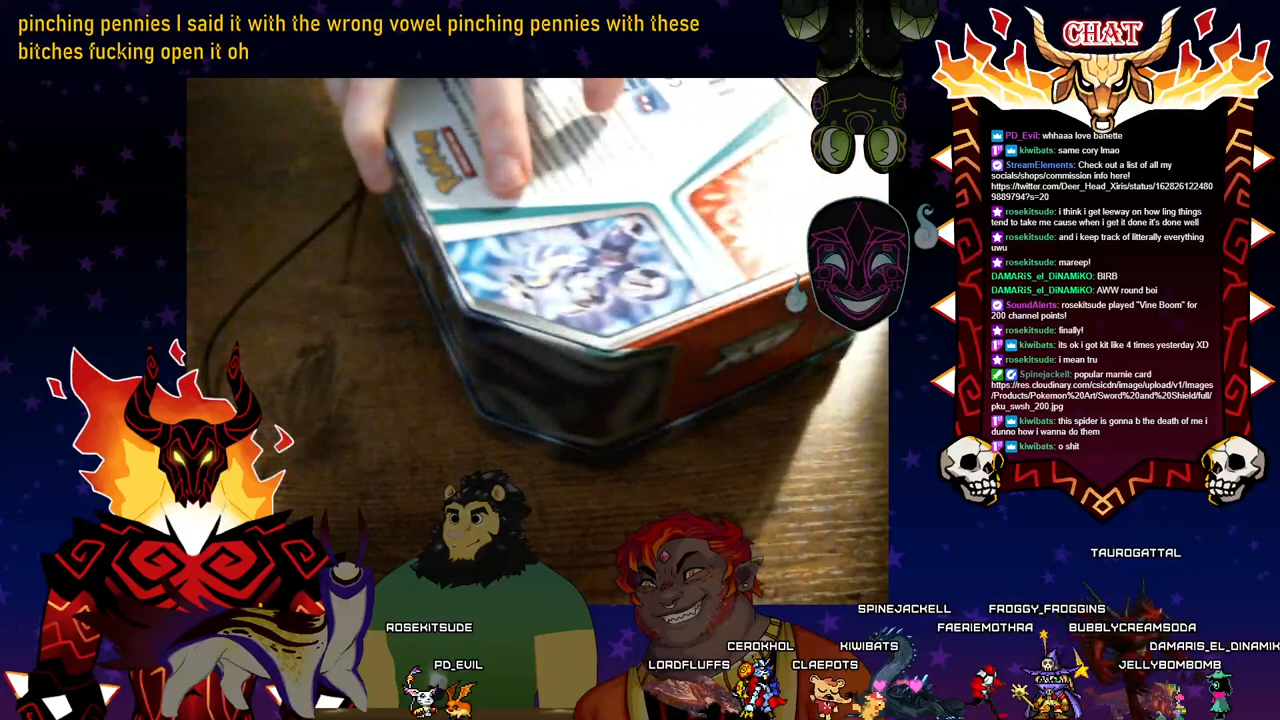 pinching pennies I said it with the wrong vowel pinching pennies with these
bitches fucking open it oh
CHAT
PD_Evil: whhaaa love banette
kiwibats: same cory lmao
StreamElements: Check out a list of all my
socials/shops/commission info here!
https://twitter.com/Deer_Head_Xiris/status/162826122480
9889794?s=20
rosekitsude: i think i get leeway on how ling things
tend to take me cause when i get it done it's done well
rosekitsude: and i keep track of litterally everything
uwu
rosekitsude: mareep!
DAMARiS_el_DiNAMiKO: BIRB
DAMARiS_el_DiNAMiKO: AWW round boi
SoundAlerts: rosekitsude played "Vine Boom" for
200 channel points!
rosekitsude: finally!
kiwibats: its ok i got kit like 4 times yesterday XD
rosekitsude: i mean tru
Spinejackell: popular marnie card
https://res.cloudinary.com/csicdn/image/upload/v1/Images
/Products/Pokemon%20Art/Sword%20and%20Shield/full/
pku_swsh_200.jpg
kiwibats: this spider is gonna b the death of me i
dunno how i wanna do them
kiwibats: o shit
TAUROGATTAL
SPINEJACKELL
FROGGY_FROGGINS
ROSEKITSUDE
FAERIEMOTHRA
BUBBLYCREAMSODA
CEROKHOL
KIWIBATS
DAMARIS_EL_DINAMIK
PD_EVIL
LORDFLUFFS
CLAEPOTS
JELLYBOMBOMB